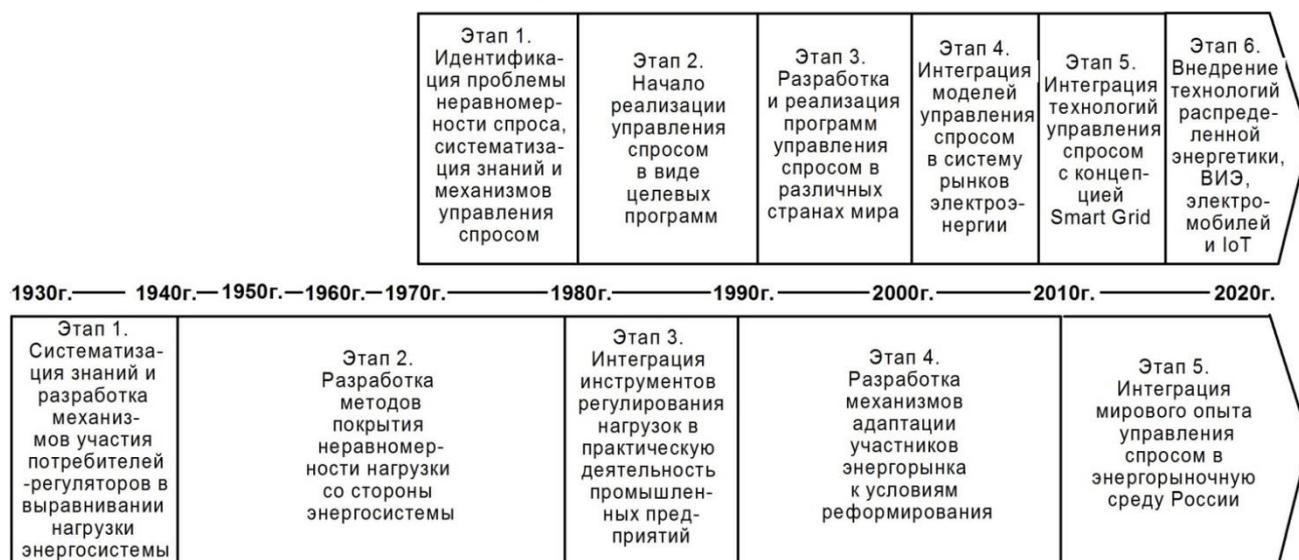 Этап 1.
Идентифика-
ция проблемы
неравномер-
ности спроса,
систематиза-
ция знаний и
механизмов
управления
спросом
Этап 2.
Начало
реализации
управления
спросом
в виде
целевых
программ
Этап 3.
Разработка
и реализация
программ
управления
спросом в
различных
странах мира
Этап 4.
Интеграция
моделей
управления
спросом
в систему
рынков
электроэ-
нергии
Этап 5.
Интеграция
технологий
управления
спросом
с концеп-
цией
Smart Grid
Этап 6.
Внедрение
технологий
распреде-
ленной
энергетики,
ВИЭ,
электро-
мобилей
и IoT
1930г. 1940г. 1950г. 1960г. 1970г. 1980г. 1990г. 2000г. 2010г. 2020г.
Этап 1.
Систематиза-
ция знаний и
разработка
механиз-
мов участия
потребителей
-регуляторов в
выравнивании
нагрузки
энергосистемы
Этап 2.
Разработка
методов
покрытия
неравномер-
ности нагрузки
со стороны
энергосистемы
Этап 3.
Интеграция
инструментов
регулирования
нагрузок в
практическую
деятельность
промышлен-
ных пред-
приятий
Этап 4.
Разработка
механизмов
адаптации
участников
энергорынка
к условиям
реформирования
Этап 5.
Интеграция
мирового опыта
управления
спросом в
энергорыночную
среду России